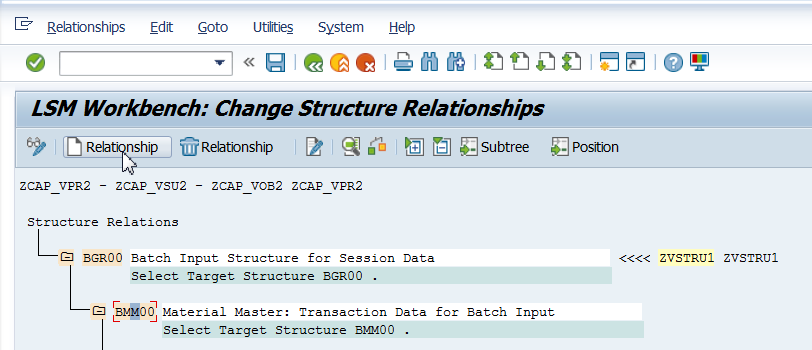 Relationships Edit Goto Utilities System Help
LSM Workbench: Change Structure Relationships
Relationship Relationship Subtree Position
ZCAP_VPR2 - ZCAP_VSU2 - ZCAP_VOB2 ZCAP_VPR2
Structure Relations
BGR00 Batch Input Structure for Session Data <<<< ZVSTRU1 ZVSTRU1
Select Target Structure BGR00 .
BMM00 Material Master: Transaction Data for Batch Input
Select Target Structure BMM00 .